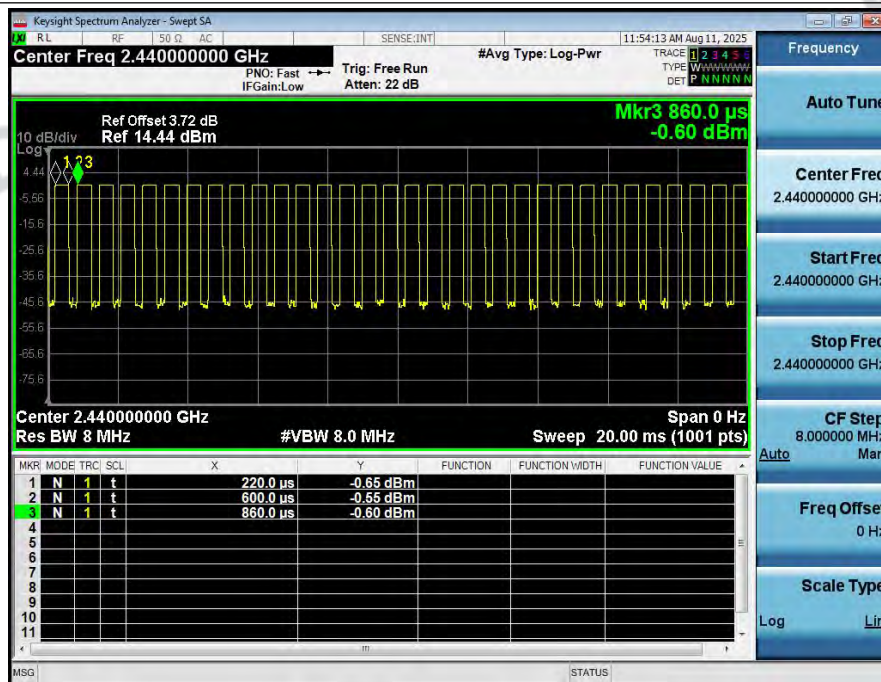 Keysight Spectrum Analyzer - Swept SA
LXI RL RF 50 Ω AC SENSE:INT 11:54:13 AM Aug 11, 2025
Center Freq 2.440000000 GHz
#Avg Type: Log-Pwr
TRACE 1 2 3 4 5 6
TYPE WWWWWW
DET P N N N N N
PNO: Fast
IFGain:Low
Trig: Free Run
Atten: 22 dB
Mkr3 860.0 µs
-0.60 dBm
Ref Offset 3.72 dB
10 dB/div Ref 14.44 dBm
Log
1 2 3
4.44
-5.56
-15.6
-25.6
-35.6
-45.6
-55.6
-65.6
-75.6
Center 2.440000000 GHz Span 0 Hz
Res BW 8 MHz #VBW 8.0 MHz Sweep 20.00 ms (1001 pts)
MKR MODE TRC SCL X Y FUNCTION FUNCTION WIDTH FUNCTION VALUE
1 N 1 t 220.0 µs -0.65 dBm
2 N 1 t 600.0 µs -0.55 dBm
3 N 1 t 860.0 µs -0.60 dBm
4
5
6
7
8
9
10
11
MSG STATUS
Frequency
Auto Tune
Center Freq
2.440000000 GHz
Start Freq
2.440000000 GHz
Stop Freq
2.440000000 GHz
CF Step
8.000000 MHz
Auto Man
Freq Offset
0 Hz
Scale Type
Log Lin